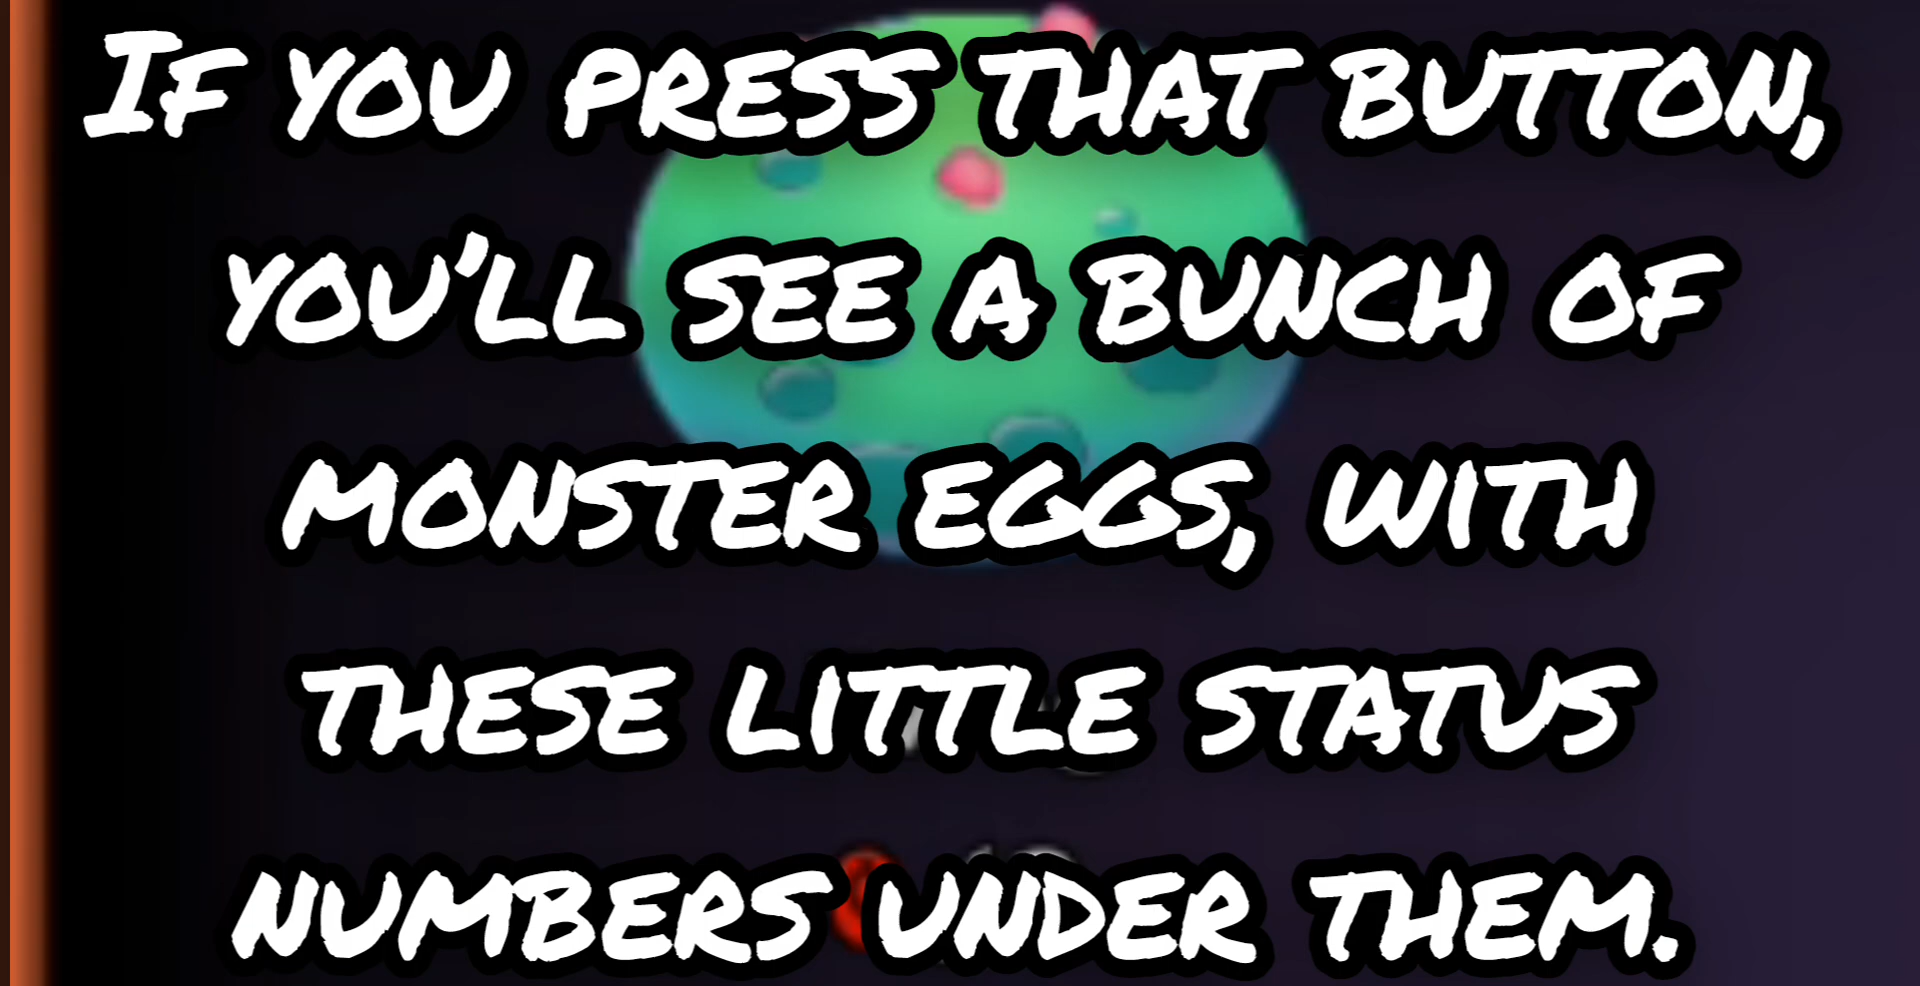 If you press that button,
you'll see a bunch of
monster eggs, with
these little status
numbers under them.